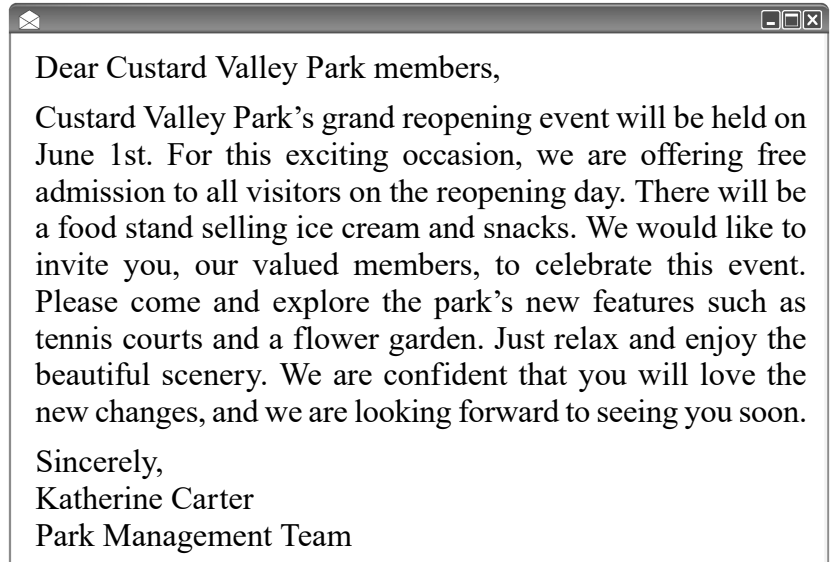 Dear Custard Valley Park members,
Custard Valley Park’s grand reopening event will be held on
June 1st. For this exciting occasion, we are offering free
admission to all visitors on the reopening day. There will be
a food stand selling ice cream and snacks. We would like to
invite you, our valued members, to celebrate this event.
Please come and explore the park’s new features such as
tennis courts and a flower garden. Just relax and enjoy the
beautiful scenery. We are confident that you will love the
new changes, and we are looking forward to seeing you soon.
Sincerely,
Katherine Carter
Park Management Team